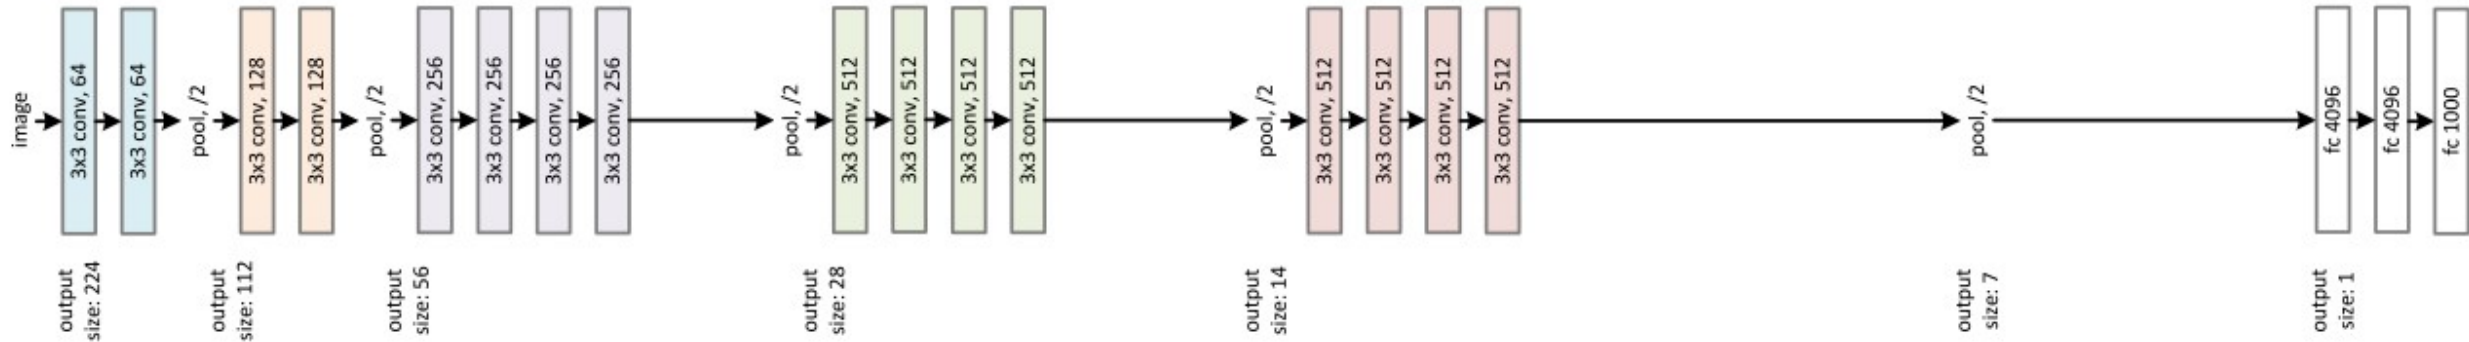 image
3x3 conv, 64
3x3 conv, 64
pool, /2
3x3 conv, 128
3x3 conv, 128
pool, /2
3x3 conv, 256
3x3 conv, 256
3x3 conv, 256
3x3 conv, 256
pool, /2
3x3 conv, 512
3x3 conv, 512
3x3 conv, 512
3x3 conv, 512
pool, /2
3x3 conv, 512
3x3 conv, 512
3x3 conv, 512
3x3 conv, 512
pool, /2
fc 4096
fc 4096
fc 1000
output
size: 224
output
size: 112
output
size: 56
output
size: 28
output
size: 14
output
size: 7
output
size: 1